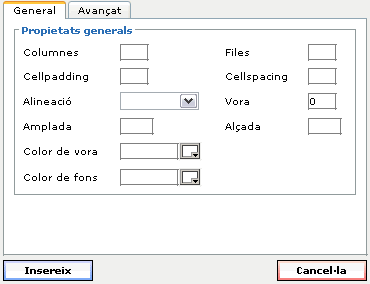 General Avançat
Propietats generals
Columnes Files
Cellpadding Cellspacing
Alineació Vora 0
Amplada Alçada
Color de vora
Color de fons
Insereix Cancel·la